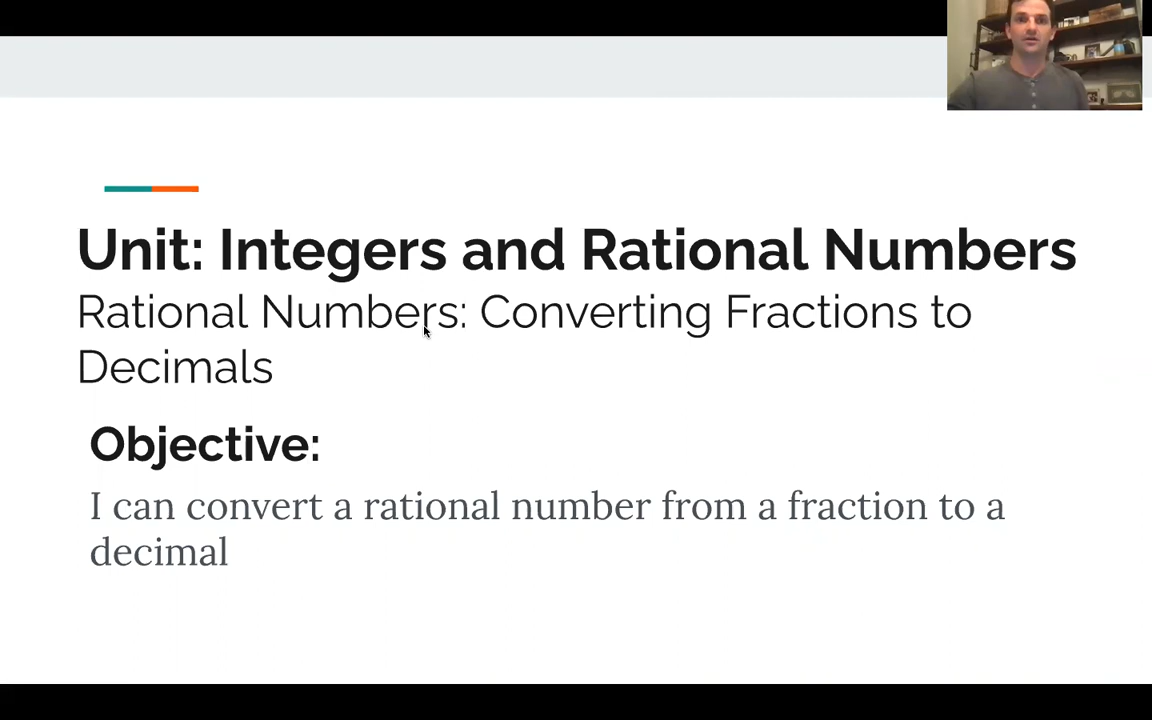 Unit: Integers and Rational Numbers
Rational Numbers: Converting Fractions to
Decimals
Objective:
I can convert a rational number from a fraction to a
decimal